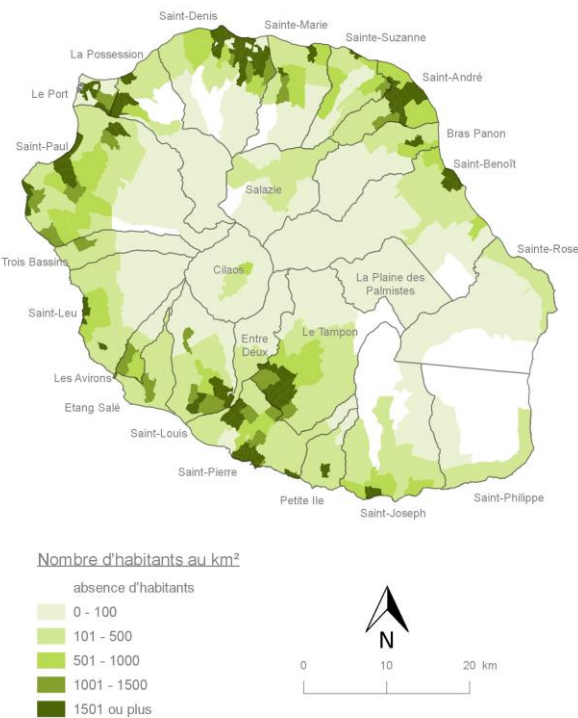 Saint-Denis
Sainte-Marie
Sainte-Suzanne
La Possession
Saint-André
Le Port
Bras Panon
Saint-Paul
Saint-Benoît
Salazie
Sainte-Rose
Trois Bassins
Cilaos
La Plaine des
Palmistes
Saint-Leu
Entre
Deux
Le Tampon
Les Avirons
Etang Salé
Saint-Louis
Saint-Pierre
Petite Ile
Saint-Joseph
Saint-Philippe
Nombre d'habitants au km²
absence d'habitants
0 - 100
101 - 500
501 - 1000
1001 - 1500
1501 ou plus
N
0 10 20 km